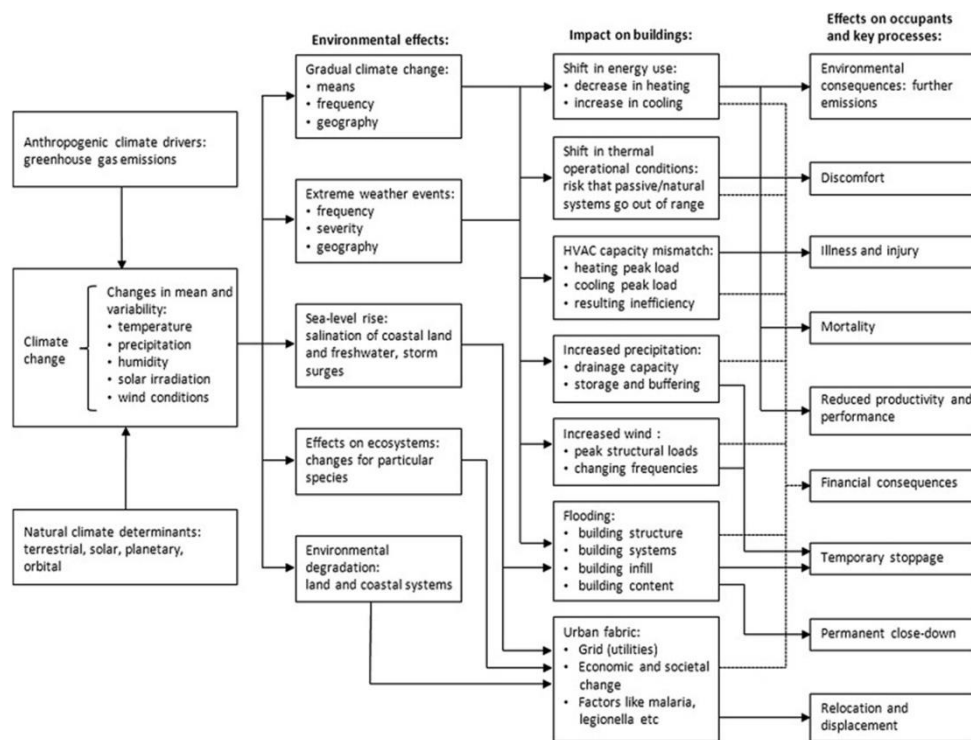 Environmental effects:
Impact on buildings:
Effects on occupants
and key processes:
Anthropogenic climate drivers:
greenhouse gas emissions
Climate
change
Changes in mean and
variability:
• temperature
• precipitation
• humidity
• solar irradiation
• wind conditions
Natural climate determinants:
terrestrial, solar, planetary,
orbital
Gradual climate change:
• means
• frequency
• geography
Extreme weather events:
• frequency
• severity
• geography
Sea-level rise:
salination of coastal land
and freshwater, storm
surges
Effects on ecosystems:
changes for particular
species
Environmental
degradation:
land and coastal systems
Shift in energy use:
• decrease in heating
• increase in cooling
Shift in thermal
operational conditions:
risk that passive/natural
systems go out of range
HVAC capacity mismatch:
• heating peak load
• cooling peak load
• resulting inefficiency
Increased precipitation:
• drainage capacity
• storage and buffering
Increased wind :
• peak structural loads
• changing frequencies
Flooding:
• building structure
• building systems
• building infill
• building content
Urban fabric:
• Grid (utilities)
• Economic and societal
change
• Factors like malaria,
legionella etc
Environmental
consequences: further
emissions
Discomfort
Illness and injury
Mortality
Reduced productivity and
performance
Financial consequences
Temporary stoppage
Permanent close-down
Relocation and
displacement